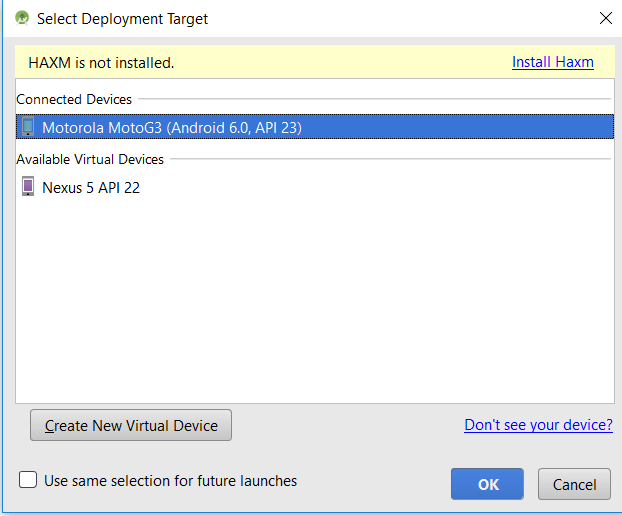 Select Deployment Target
HAXM is not installed. Install Haxm
Connected Devices
Motorola MotoG3 (Android 6.0, API 23)
Available Virtual Devices
Nexus 5 API 22
Create New Virtual Device Don't see your device?
Use same selection for future launches OK Cancel